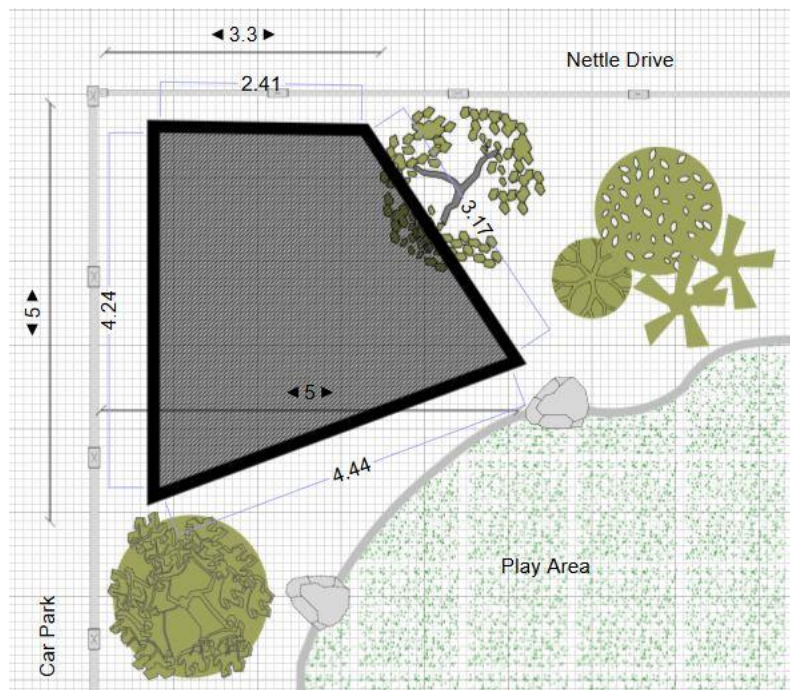 ◄ 3.3 ►
Nettle Drive
2.41
3.17
4.24
◄ 5 ►
◄ 5 ►
4.44
Play Area
Car Park